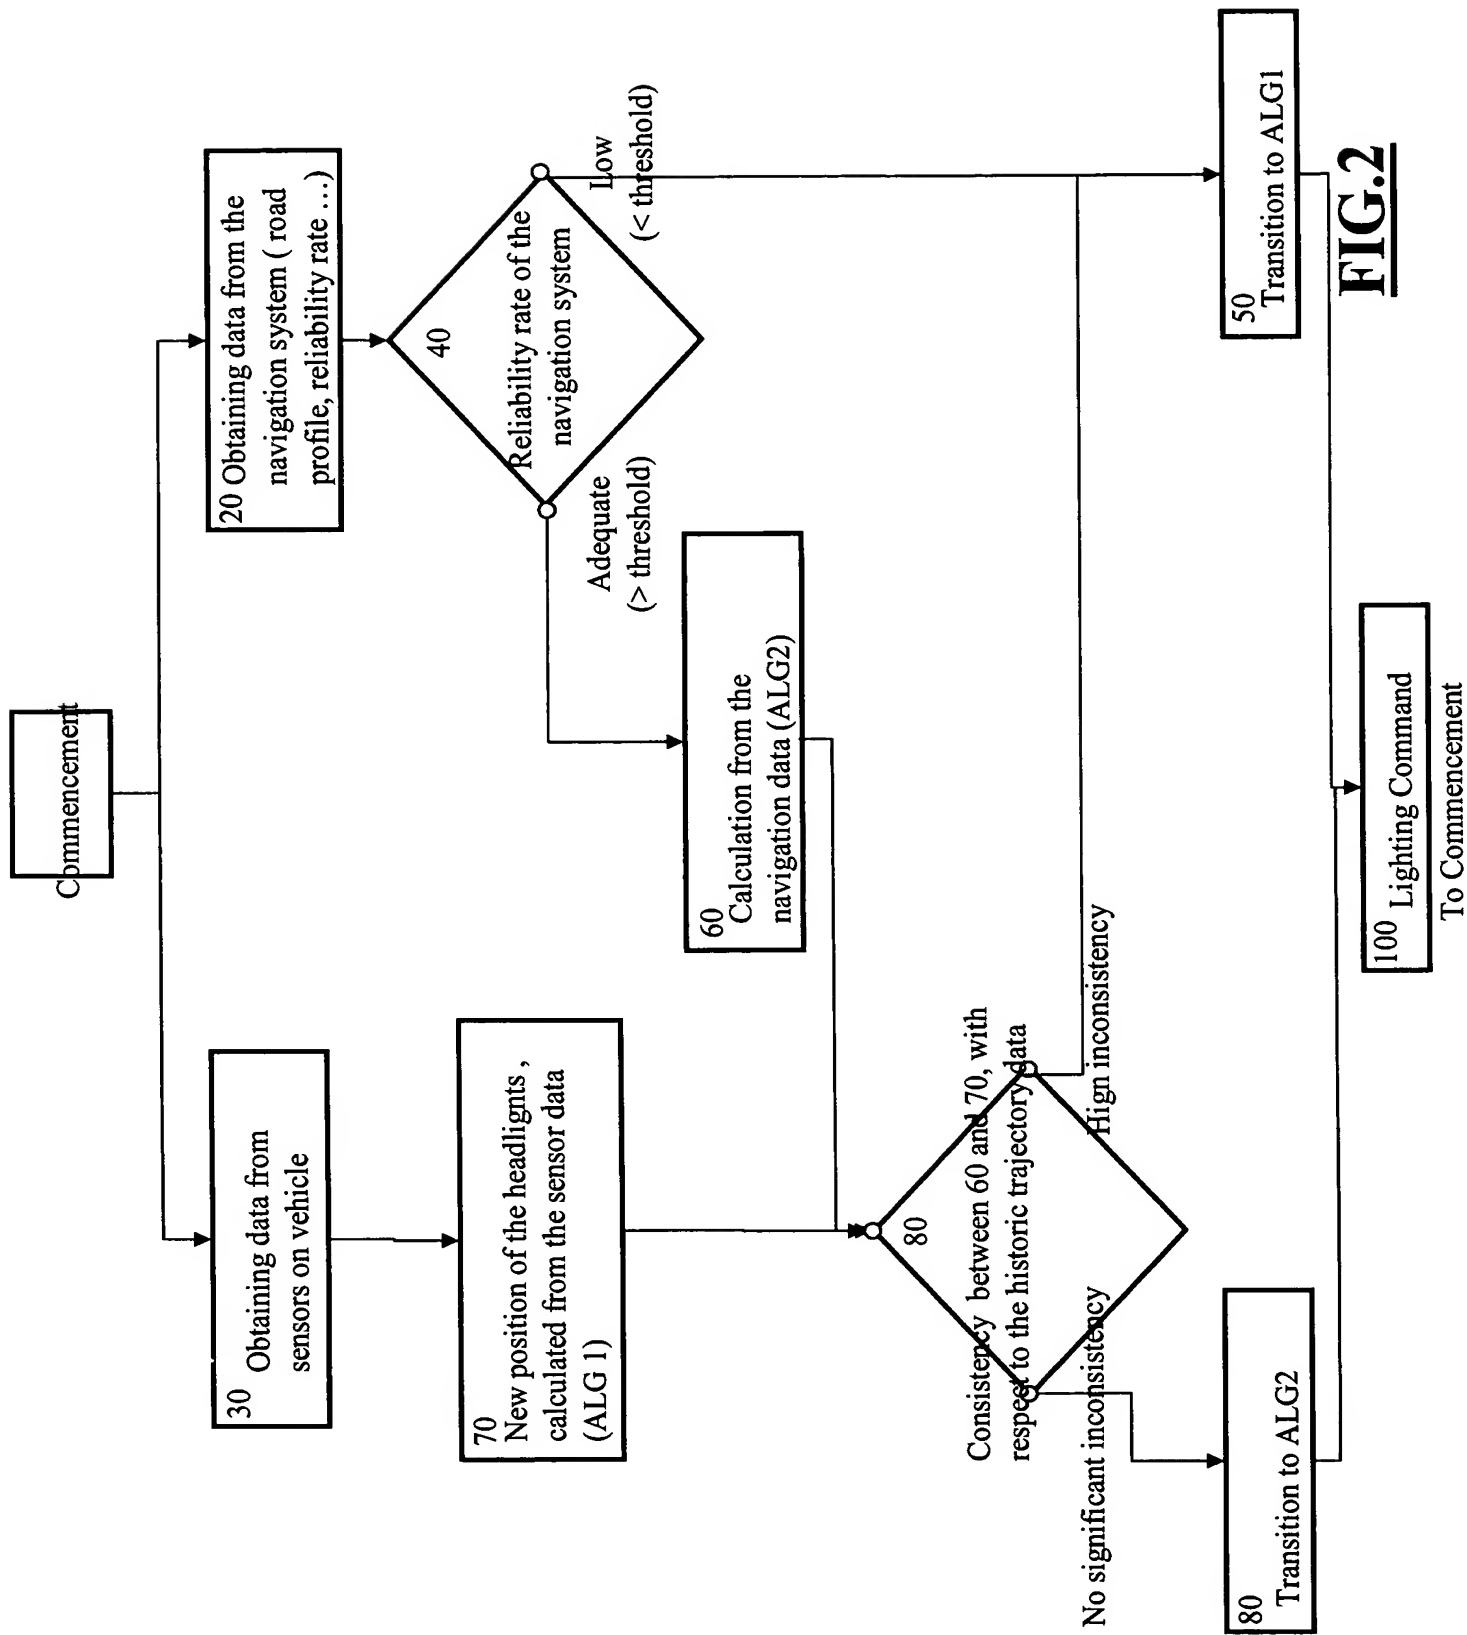 Commencement
30
Obtaining data from
sensors on vehicle
20 Obtaining data from the
navigation system ( road
profile, reliability rate ...)
70
New position of the headlignts ,
calculated from the sensor data
(ALG 1)
40
Reliability rate of the
navigation system
Adequate
(> threshold)
Low
(< threshold)
60
Calculation from the
navigation data (ALG2)
80
Consistency between 60 and 70, with
respect to the historic trajectory data
No significant inconsistency
Hign inconsistency
80
Transition to ALG2
50
Transition to ALG1
100 Lighting Command
To Commencement
FIG.2